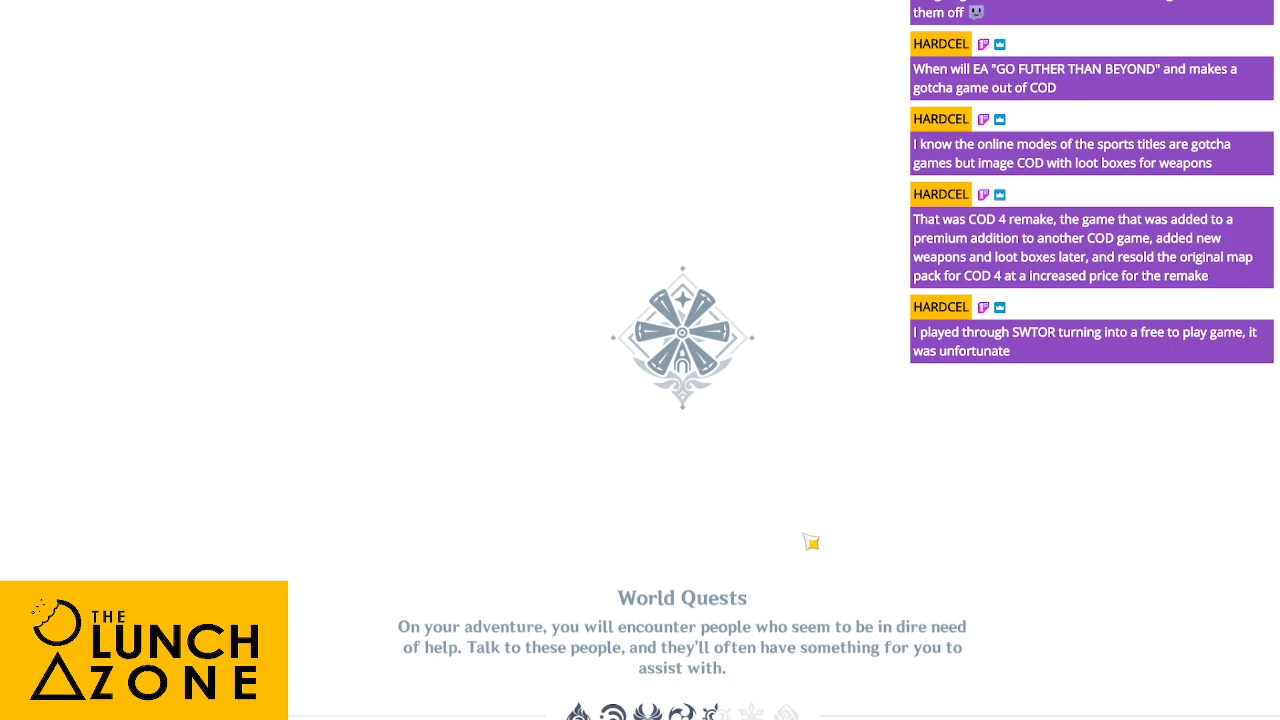 them off
HARDCEL
When will EA "GO FUTHER THAN BEYOND" and makes a
gotcha game out of COD
HARDCEL
I know the online modes of the sports titles are gotcha
games but image COD with loot boxes for weapons
HARDCEL
That was COD 4 remake, the game that was added to a
premium addition to another COD game, added new
weapons and loot boxes later, and resold the original map
pack for COD 4 at a increased price for the remake
HARDCEL
I played through SWTOR turning into a free to play game, it
was unfortunate
World Quests
On your adventure, you will encounter people who seem to be in dire need
of help. Talk to these people, and they'll often have something for you to
assist with.
THE
LUNCH
ZONE